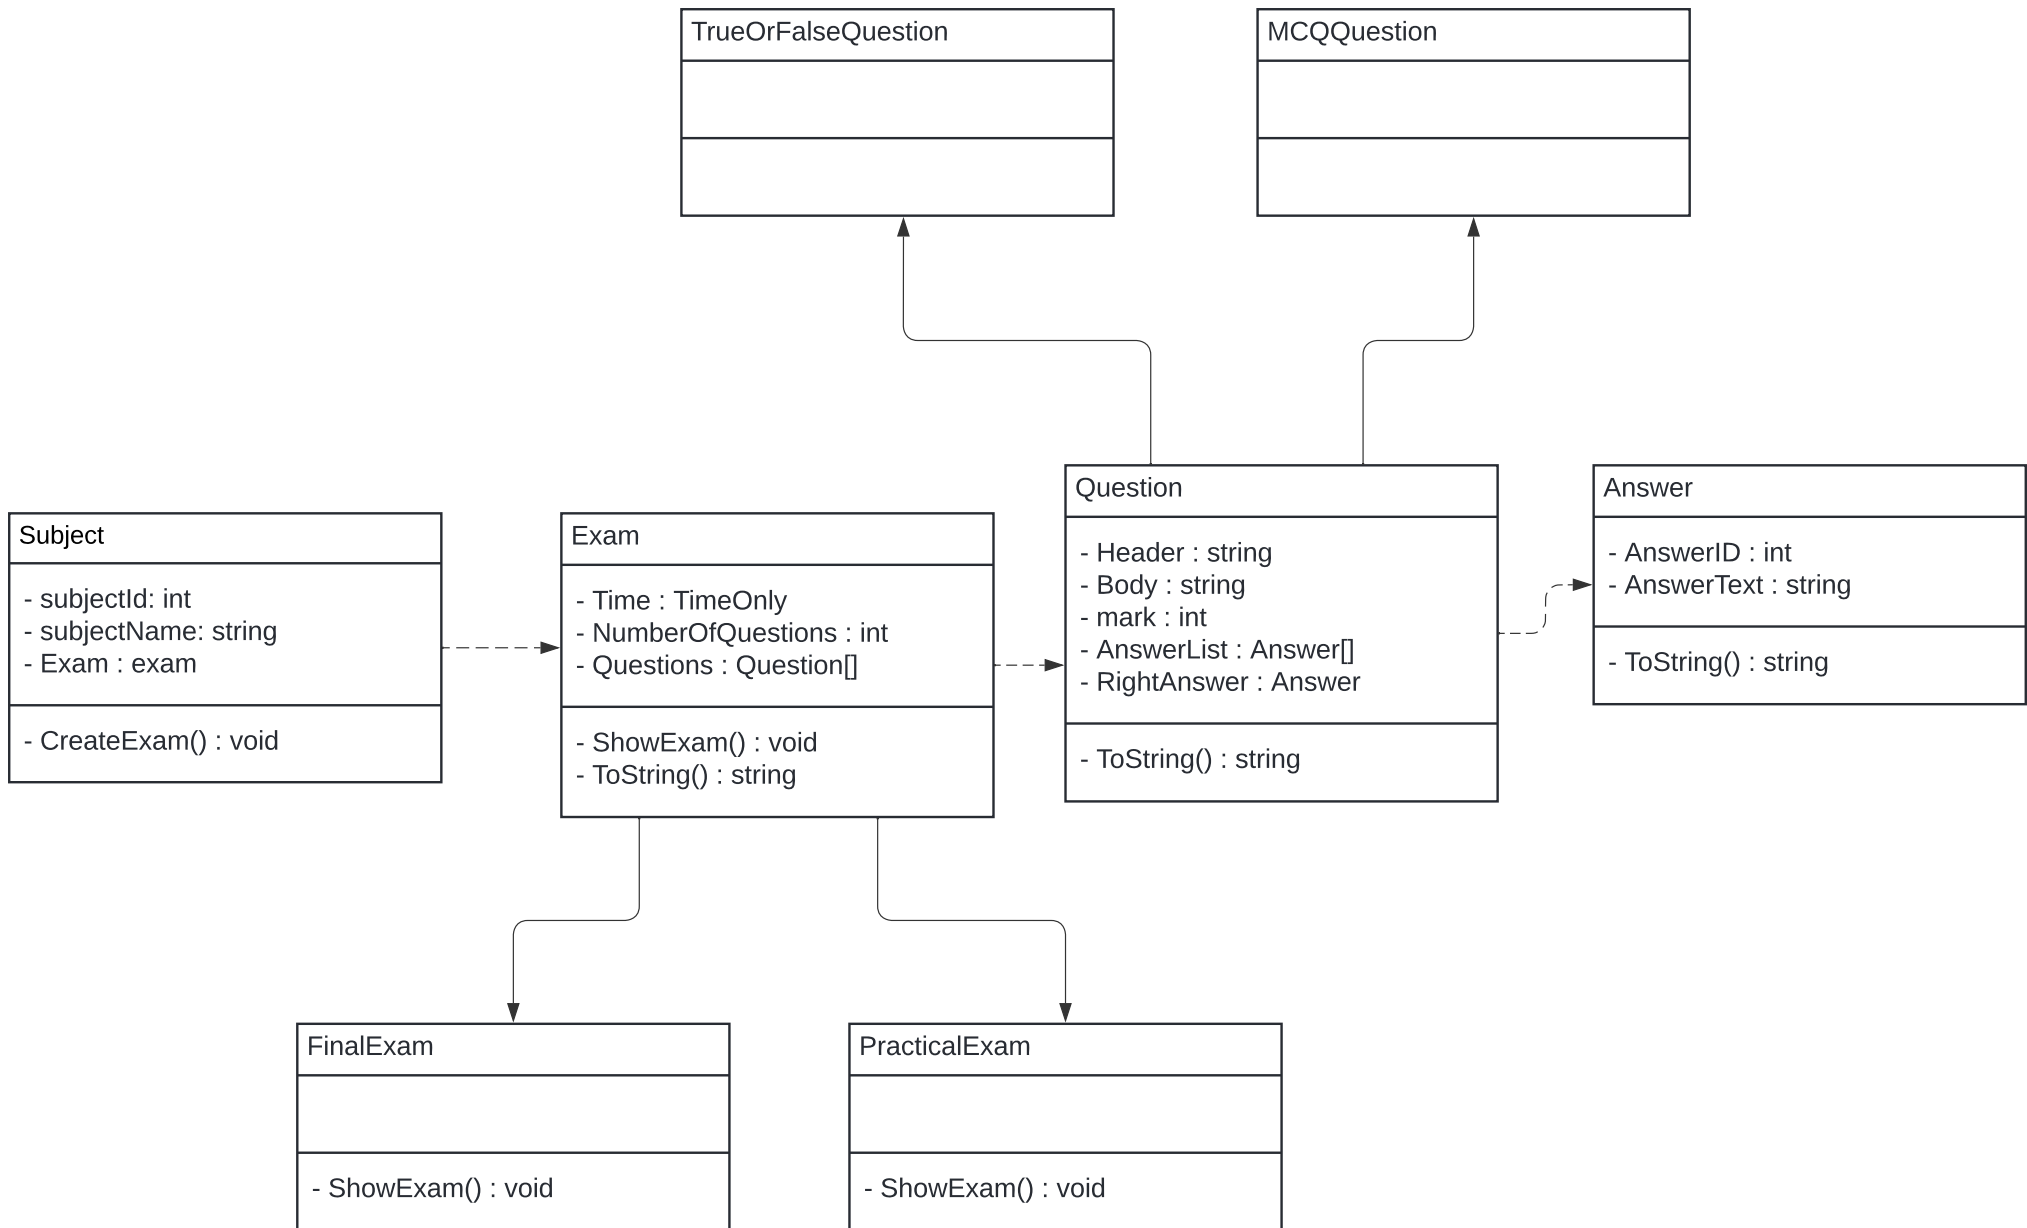 TrueOrFalseQuestion
MCQQuestion
Question
- Header : string
- Body : string
- mark : int
- AnswerList : Answer[]
- RightAnswer : Answer
- ToString() : string
Answer
- AnswerID : int
- AnswerText : string
- ToString() : string
Subject
- subjectId: int
- subjectName: string
- Exam : exam
- CreateExam() : void
Exam
- Time : TimeOnly
- NumberOfQuestions : int
- Questions : Question[]
- ShowExam() : void
- ToString() : string
FinalExam
- ShowExam() : void
PracticalExam
- ShowExam() : void